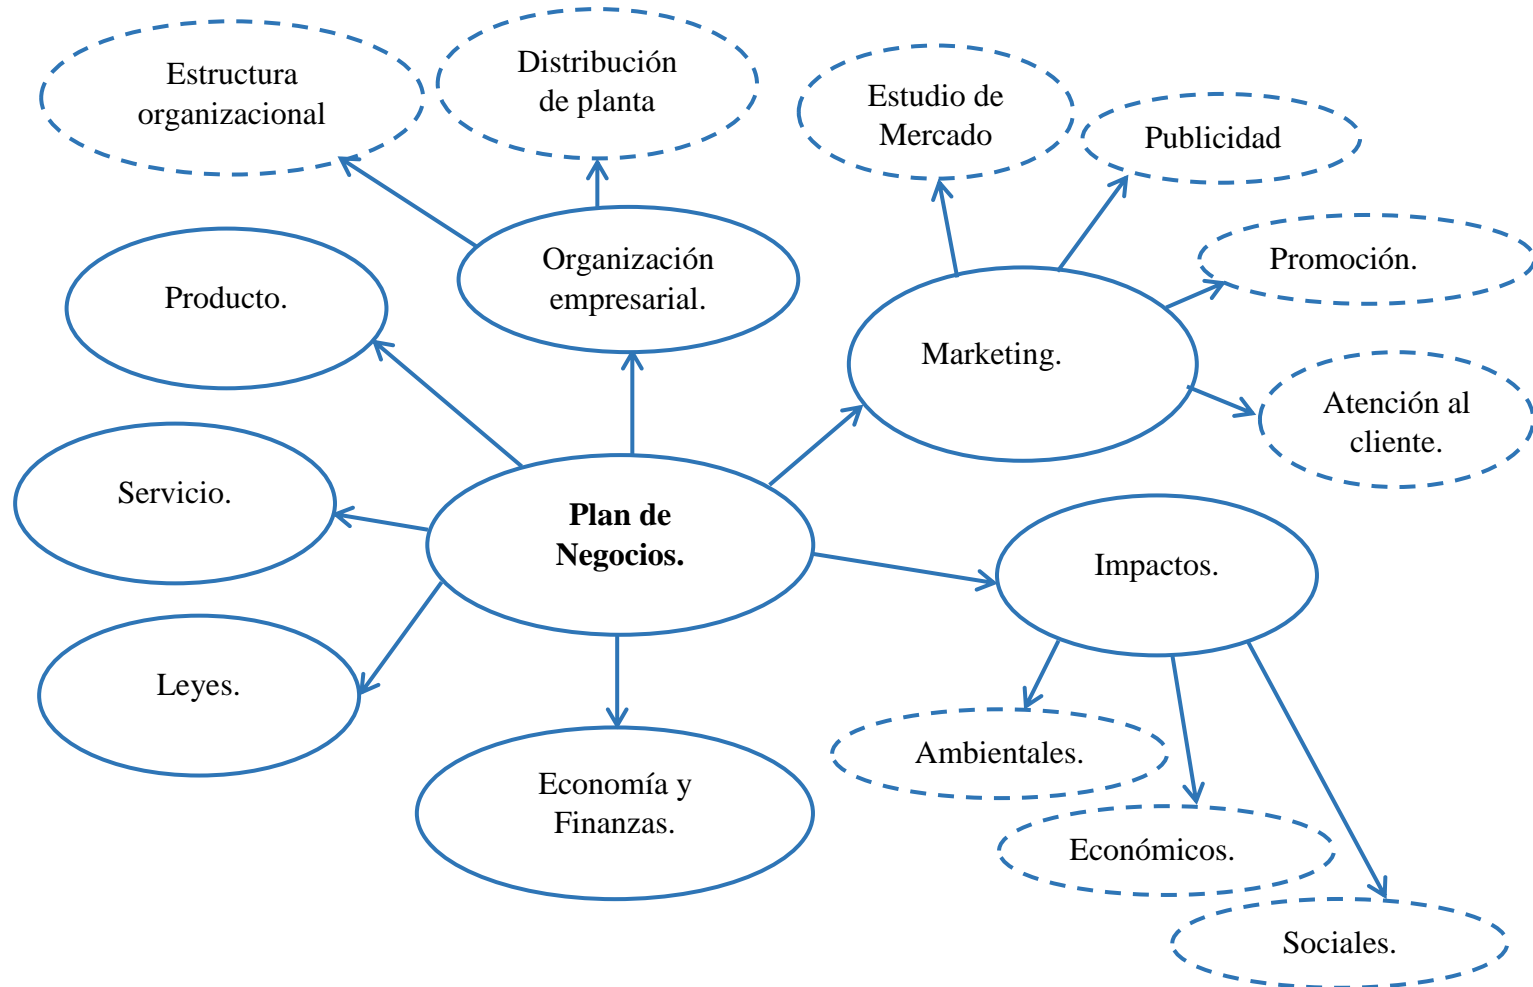 Estructura
organizacional
Distribución
de planta
Estudio de
Mercado
Publicidad
Producto.
Organización
empresarial.
Promoción.
Marketing.
Atención al
cliente.
Servicio.
Plan de
Negocios.
Impactos.
Leyes.
Economía y
Finanzas.
Ambientales.
Económicos.
Sociales.